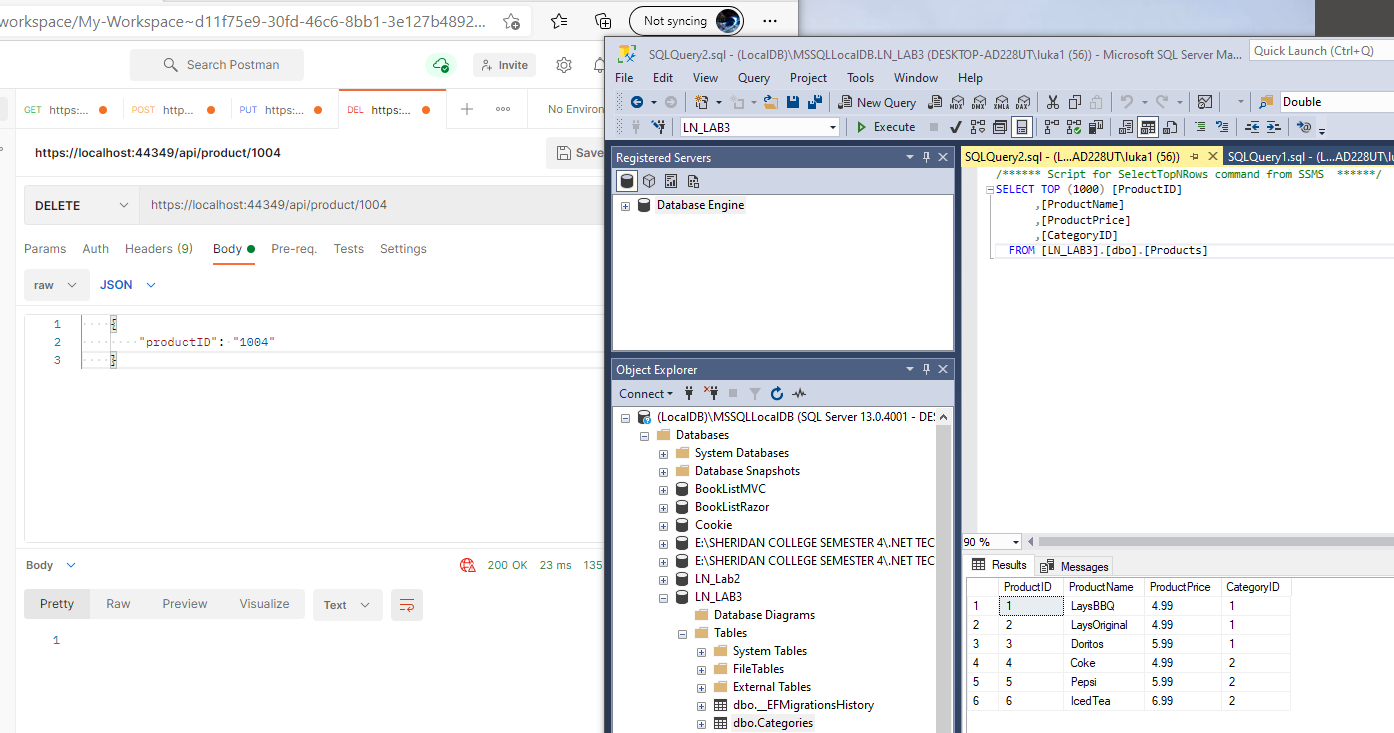 workspace/My-Workspace~d11f75e9-30fd-46c6-8bb1-3e127b4892...
Not syncing
Search Postman
Invite
GET https:...
POST http...
PUT https:...
DEL https:...
No Environ
https://localhost:44349/api/product/1004
Save
DELETE
https://localhost:44349/api/product/1004
Params Auth Headers (9) Body Pre-req. Tests Settings
raw JSON
1 {
2 "productID": "1004"
3 }
Body
200 OK 23 ms 135
Pretty Raw Preview Visualize Text
1
SQLQuery2.sql - (LocalDB)\MSSQLLocalDB.LN_LAB3 (DESKTOP-AD228UT\luka1 (56)) - Microsoft SQL Server Ma...
Quick Launch (Ctrl+Q)
File Edit View Query Project Tools Window Help
New Query
MDX DMX XMLA DAX
Double
LN_LAB3
Execute
Registered Servers
Database Engine
Object Explorer
Connect
(LocalDB)\MSSQLLocalDB (SQL Server 13.0.4001 - DES
Databases
System Databases
Database Snapshots
BookListMVC
BookListRazor
Cookie
E:\SHERIDAN COLLEGE SEMESTER 4\.NET TEC
E:\SHERIDAN COLLEGE SEMESTER 4\.NET TEC
LN_Lab2
LN_LAB3
Database Diagrams
Tables
System Tables
FileTables
External Tables
dbo.__EFMigrationsHistory
dbo.Categories
SQLQuery2.sql - (L...AD228UT\luka1 (56))
SQLQuery1.sql - (L...AD228UT\lu
/****** Script for SelectTopNRows command from SSMS ******/
SELECT TOP (1000) [ProductID]
,[ProductName]
,[ProductPrice]
,[CategoryID]
FROM [LN_LAB3].[dbo].[Products]
90 %
Results Messages
ProductID ProductName ProductPrice CategoryID
1 1 LaysBBQ 4.99 1
2 2 LaysOriginal 4.99 1
3 3 Doritos 5.99 1
4 4 Coke 4.99 2
5 5 Pepsi 5.99 2
6 6 IcedTea 6.99 2